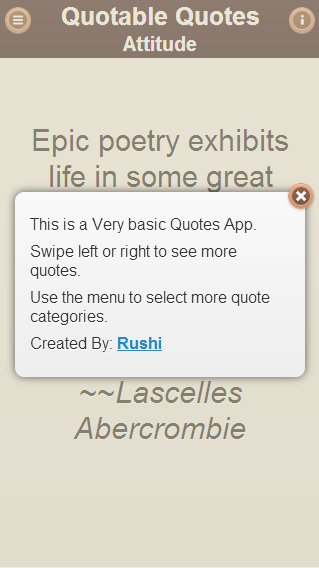 Quotable Quotes
Attitude
Epic poetry exhibits
life in some great
This is a Very basic Quotes App.
Swipe left or right to see more
quotes.
Use the menu to select more quote
categories.
Created By: Rushi
~~Lascelles
Abercrombie